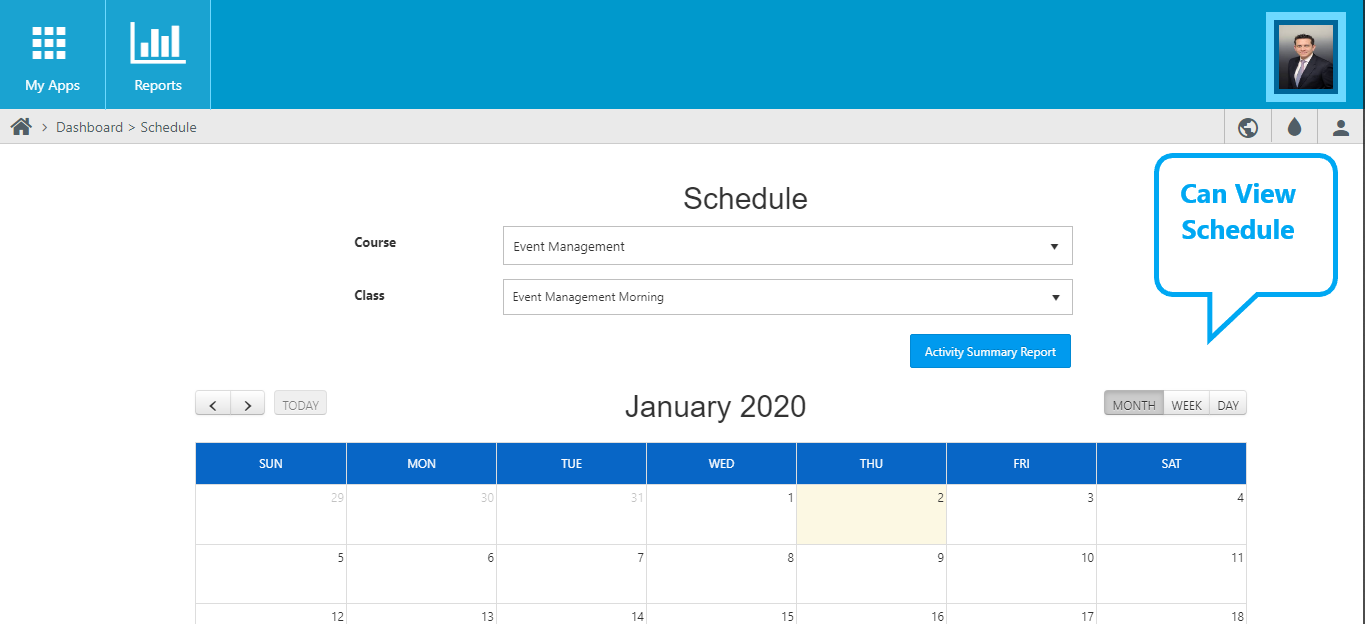 My Apps
Reports
Dashboard > Schedule
Can View
Schedule
Schedule
Course
Event Management
Class
Event Management Morning
Activity Summary Report
TODAY
January 2020
MONTH WEEK DAY
SUN MON TUE WED THU FRI SAT
29 30 31 1 2 3 4
5 6 7 8 9 10 11
12 13 14 15 16 17 18